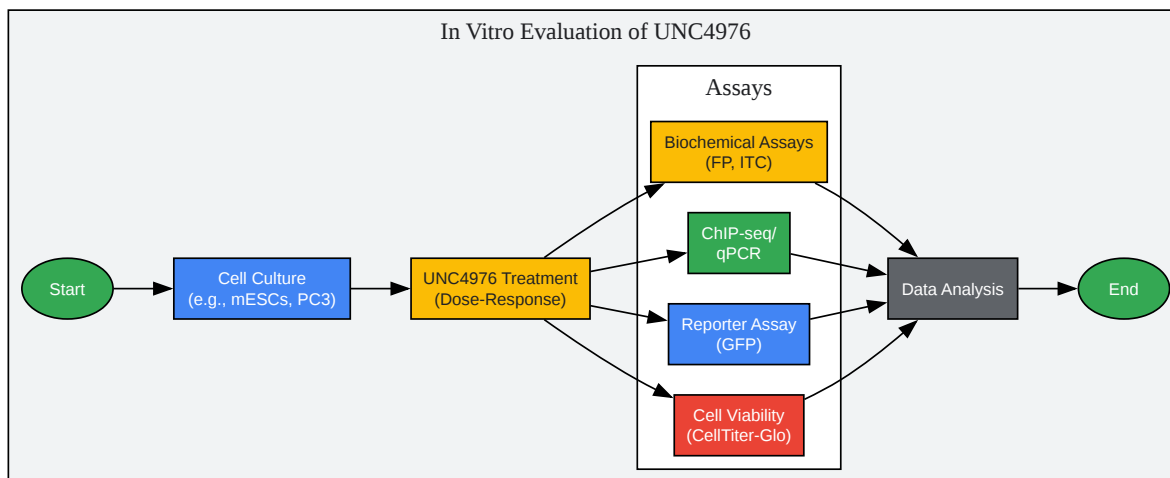 In Vitro Evaluation of UNC4976
Assays
Start
Cell Culture
(e.g., mESCs, PC3)
UNC4976 Treatment
(Dose-Response)
Biochemical Assays
(FP, ITC)
ChIP-seq/
qPCR
Reporter Assay
(GFP)
Cell Viability
(CellTiter-Glo)
Data Analysis
End